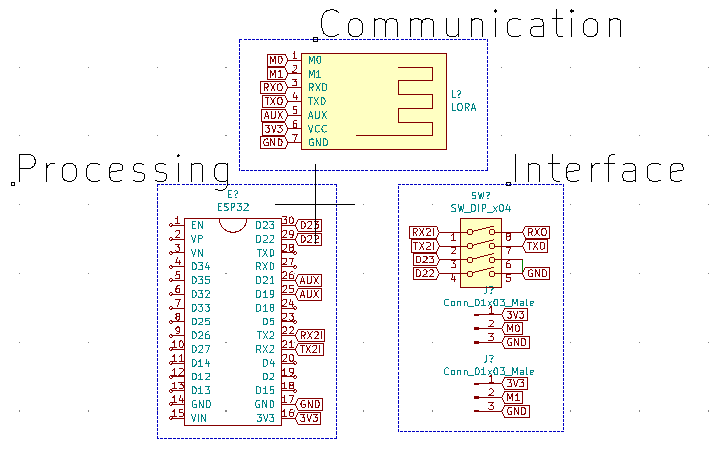 Communication
M0 1 M0
M1 2 M1
RX0 3 RXD
TX0 4 TXD
AUX 5 AUX
3V3 6 VCC
GND 7 GND
L?
LORA
Processing
E?
ESP32
1 EN D23 30 D23
2 VP D22 29 D22
3 VN TXD 28
4 D34 RXD 27
5 D35 D21 26 AUX
6 D32 D19 25 AUX
7 D33 D18 24
8 D25 D5 23
9 D26 TX2 22 RX2I
10 D27 RX2 21 TX2I
11 D14 D4 20
12 D12 D2 19
13 D13 D15 18
14 GND GND 17 GND
15 VIN 3V3 16 3V3
Interface
SW?
SW_DIP_x04
RX2I 1 8 RX0
TX2I 2 7 TX0
D23 3 6
D22 4 5 GND
J?
Conn_01x03_Male
1 3V3
2 M0
3 GND
J?
Conn_01x03_Male
1 3V3
2 M1
3 GND